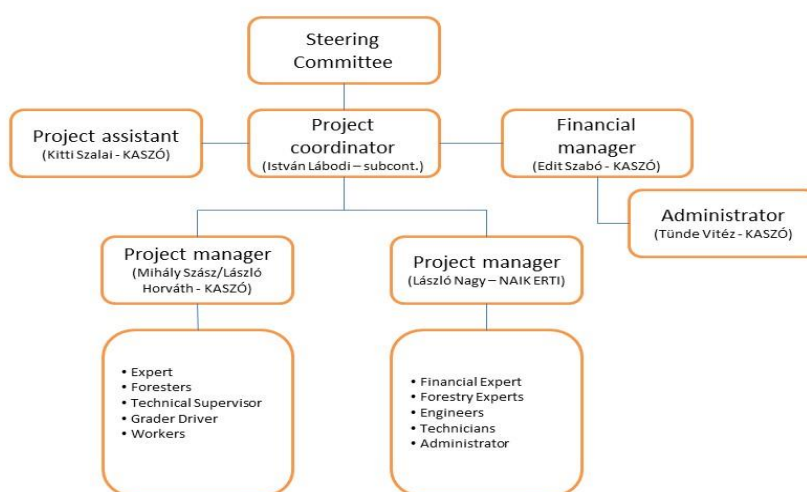 Steering
Committee
Project assistant
(Kitti Szalai - KASZÓ)
Project
coordinator
(István Lábodi – subcont.)
Financial
manager
(Edit Szabó - KASZÓ)
Administrator
(Tünde Vitéz - KASZÓ)
Project manager
(Mihály Szász/László
Horváth - KASZÓ)
Project manager
(László Nagy – NAIK ERTI)
• Expert
• Foresters
• Technical Supervisor
• Grader Driver
• Workers
• Financial Expert
• Forestry Experts
• Engineers
• Technicians
• Administrator